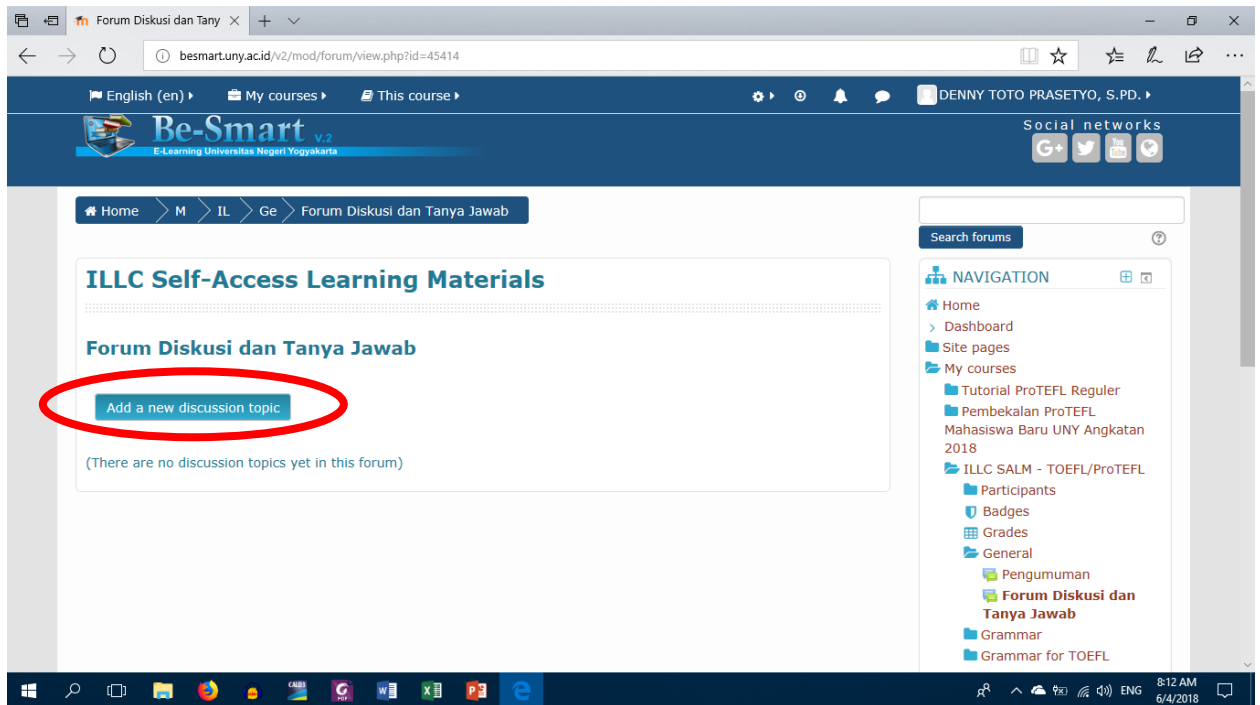 Forum Diskusi dan Tany
besmart.uny.ac.id/v2/mod/forum/view.php?id=45414
English (en) My courses This course DENNY TOTO PRASETYO, S.PD.
Be-Smart v.2
E-Learning Universitas Negeri Yogyakarta
Social networks
G+ You Tube
Home M IL Ge Forum Diskusi dan Tanya Jawab
Search forums
ILLC Self-Access Learning Materials
Forum Diskusi dan Tanya Jawab
Add a new discussion topic
(There are no discussion topics yet in this forum)
NAVIGATION
Home
Dashboard
Site pages
My courses
Tutorial ProTEFL Reguler
Pembekalan ProTEFL
Mahasiswa Baru UNY Angkatan
2018
ILLC SALM - TOEFL/ProTEFL
Participants
Badges
Grades
General
Pengumuman
Forum Diskusi dan
Tanya Jawab
Grammar
Grammar for TOEFL
CALD3
PDF
ENG
8:12 AM
6/4/2018